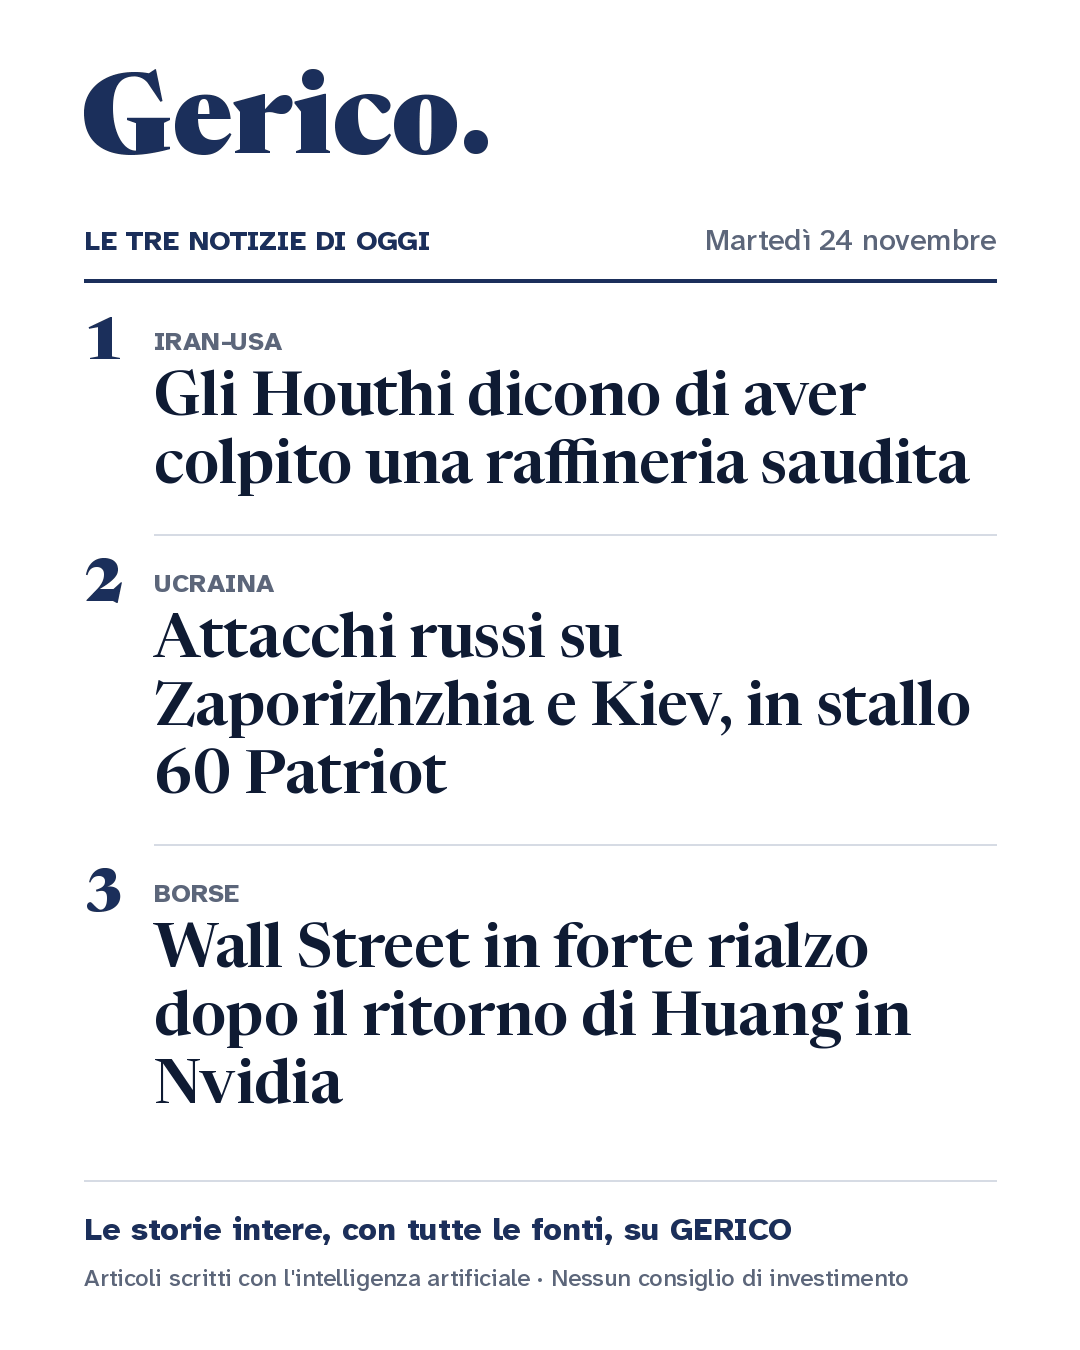 Gerico.
LE TRE NOTIZIE DI OGGI
Martedì 24 novembre
1
IRAN–USA
Gli Houthi dicono di aver
colpito una raffineria saudita
2
UCRAINA
Attacchi russi su
Zaporizhzhia e Kiev, in stallo
60 Patriot
3
BORSE
Wall Street in forte rialzo
dopo il ritorno di Huang in
Nvidia
Le storie intere, con tutte le fonti, su GERICO
Articoli scritti con l'intelligenza artificiale · Nessun consiglio di investimento